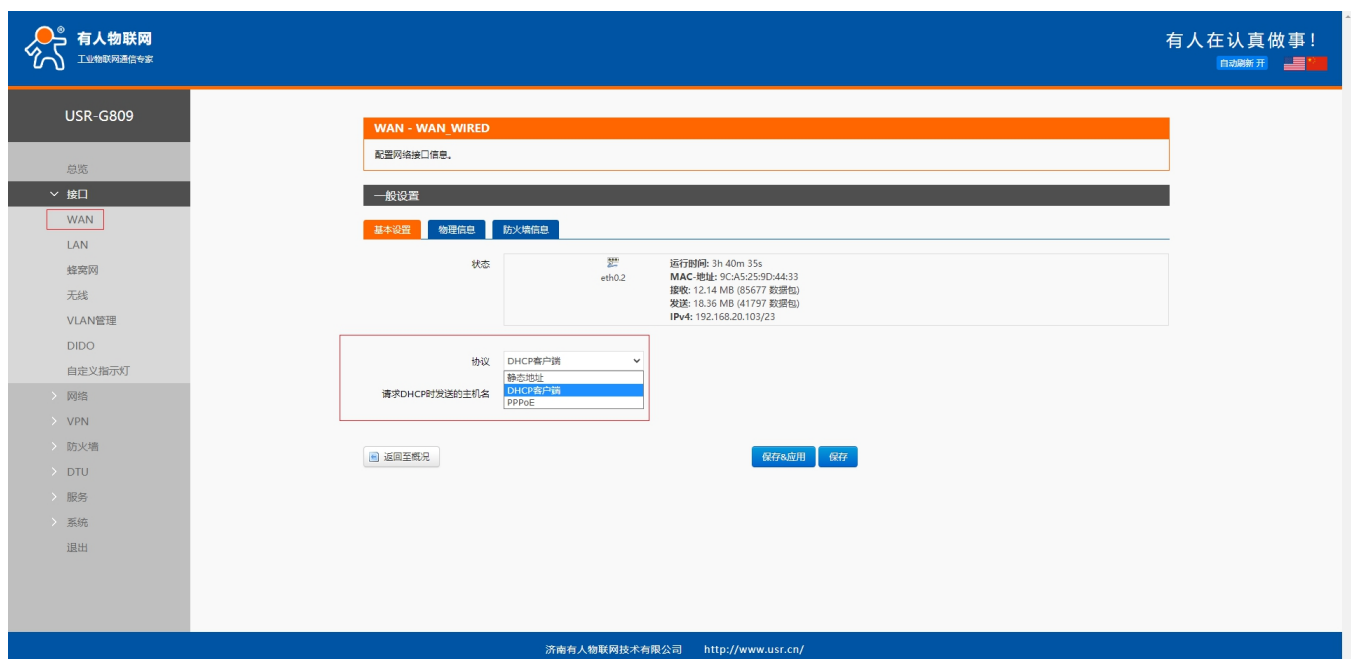 有人物联网
工业物联网通信专家
有人在认真做事！
自动刷新 开
USR-G809
总览
接口
WAN
LAN
蜂窝网
无线
VLAN管理
DIDO
自定义指示灯
网络
VPN
防火墙
DTU
服务
系统
退出
WAN - WAN_WIRED
配置网络接口信息。
一般设置
基本设置 物理信息 防火墙信息
状态
eth0.2
运行时间: 3h 40m 35s
MAC-地址: 9C:A5:25:9D:44:33
接收: 12.14 MB (85677 数据包)
发送: 18.36 MB (41797 数据包)
IPv4: 192.168.20.103/23
协议 DHCP客户端
静态地址
请求DHCP时发送的主机名 DHCP客户端
PPPoE
返回至概况 保存&应用 保存
济南有人物联网技术有限公司 http://www.usr.cn/